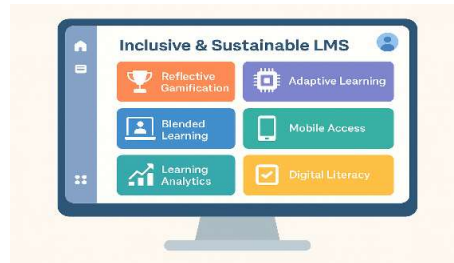 Inclusive & Sustainable LMS
Reflective
Gamification
Adaptive Learning
Blended
Learning
Mobile Access
Learning
Analytics
Digital Literacy